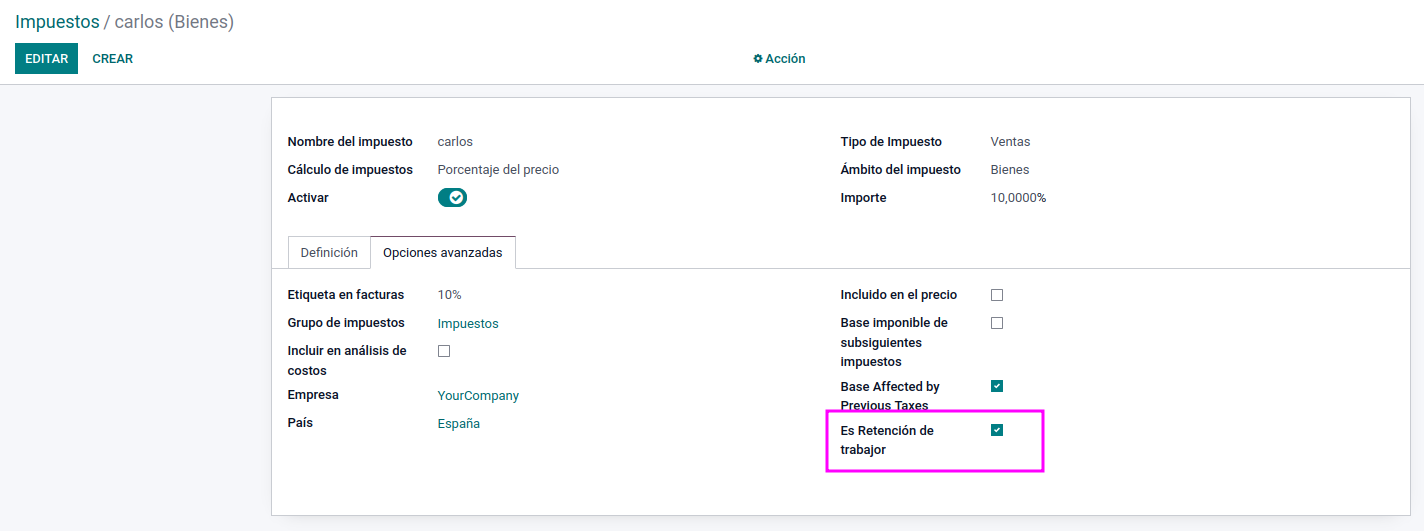 Impuestos / carlos (Bienes)
EDITAR CREAR Acción
Nombre del impuesto carlos Tipo de Impuesto Ventas
Cálculo de impuestos Porcentaje del precio Ámbito del impuesto Bienes
Activar Importe 10,0000%
Definición Opciones avanzadas
Etiqueta en facturas 10% Incluido en el precio
Grupo de impuestos Impuestos Base imponible de
subsiguientes
impuestos
Incluir en análisis de
costos
Base Affected by
Previous Taxes
Empresa YourCompany
País España
Es Retención de
trabajor